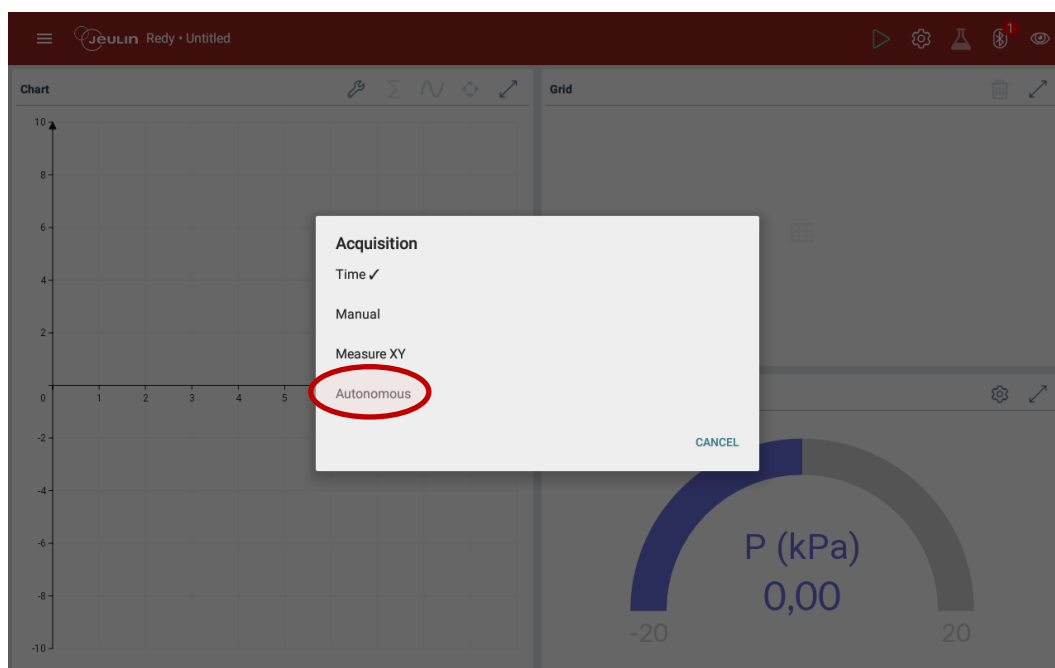 Jeulin Redy • Untitled
1
Chart
Grid
10
8
6
4
2
0 1 2 3 4 5
-2
-4
-6
-8
-10
Acquisition
Time ✓
Manual
Measure XY
Autonomous
CANCEL
P (kPa)
0,00
-20 20